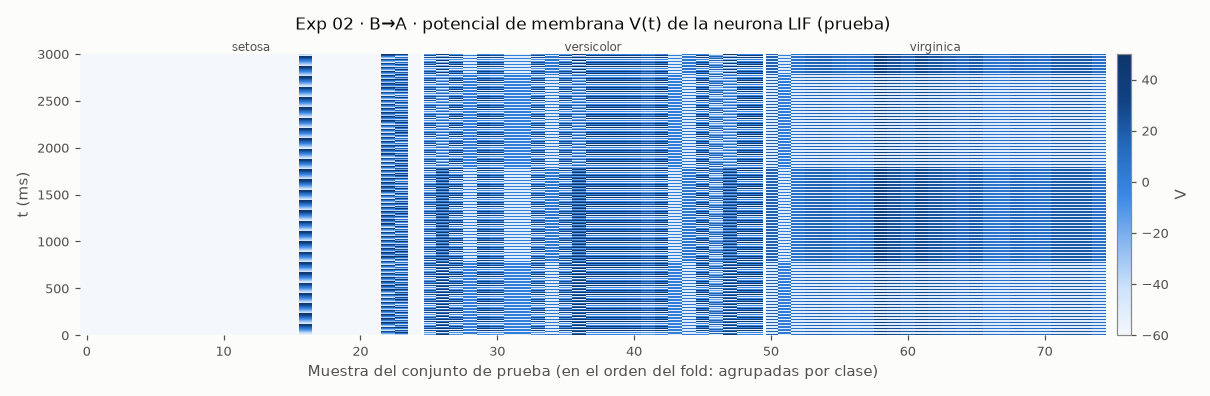 Exp 02 · B→A · potencial de membrana V(t) de la neurona LIF (prueba)
setosa versicolor virginica
3000
2500
2000
1500
1000
500
0
t (ms)
0 10 20 30 40 50 60 70
Muestra del conjunto de prueba (en el orden del fold: agrupadas por clase)
40
20
0
−20
−40
−60
V